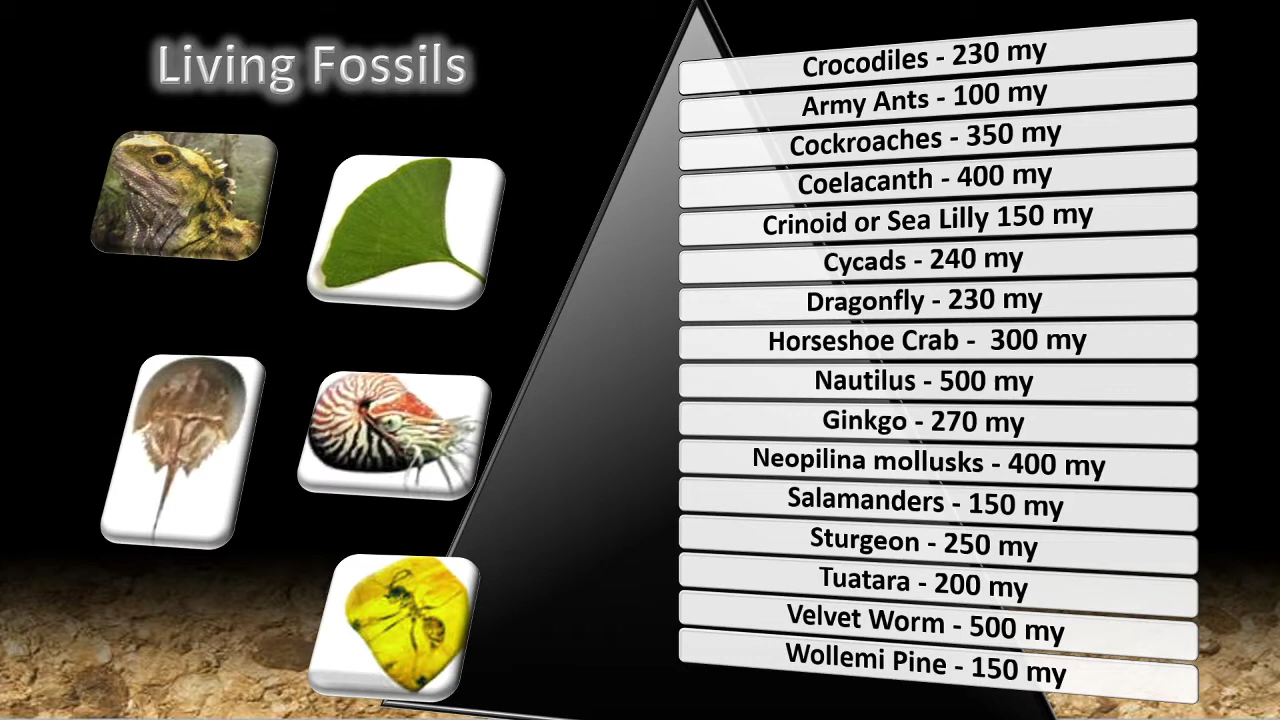 Living Fossils
Crocodiles - 230 my
Army Ants - 100 my
Cockroaches - 350 my
Coelacanth - 400 my
Crinoid or Sea Lilly 150 my
Cycads - 240 my
Dragonfly - 230 my
Horseshoe Crab -  300 my
Nautilus - 500 my
Ginkgo - 270 my
Neopilina mollusks - 400 my
Salamanders - 150 my
Sturgeon - 250 my
Tuatara - 200 my
Velvet Worm - 500 my
Wollemi Pine - 150 my